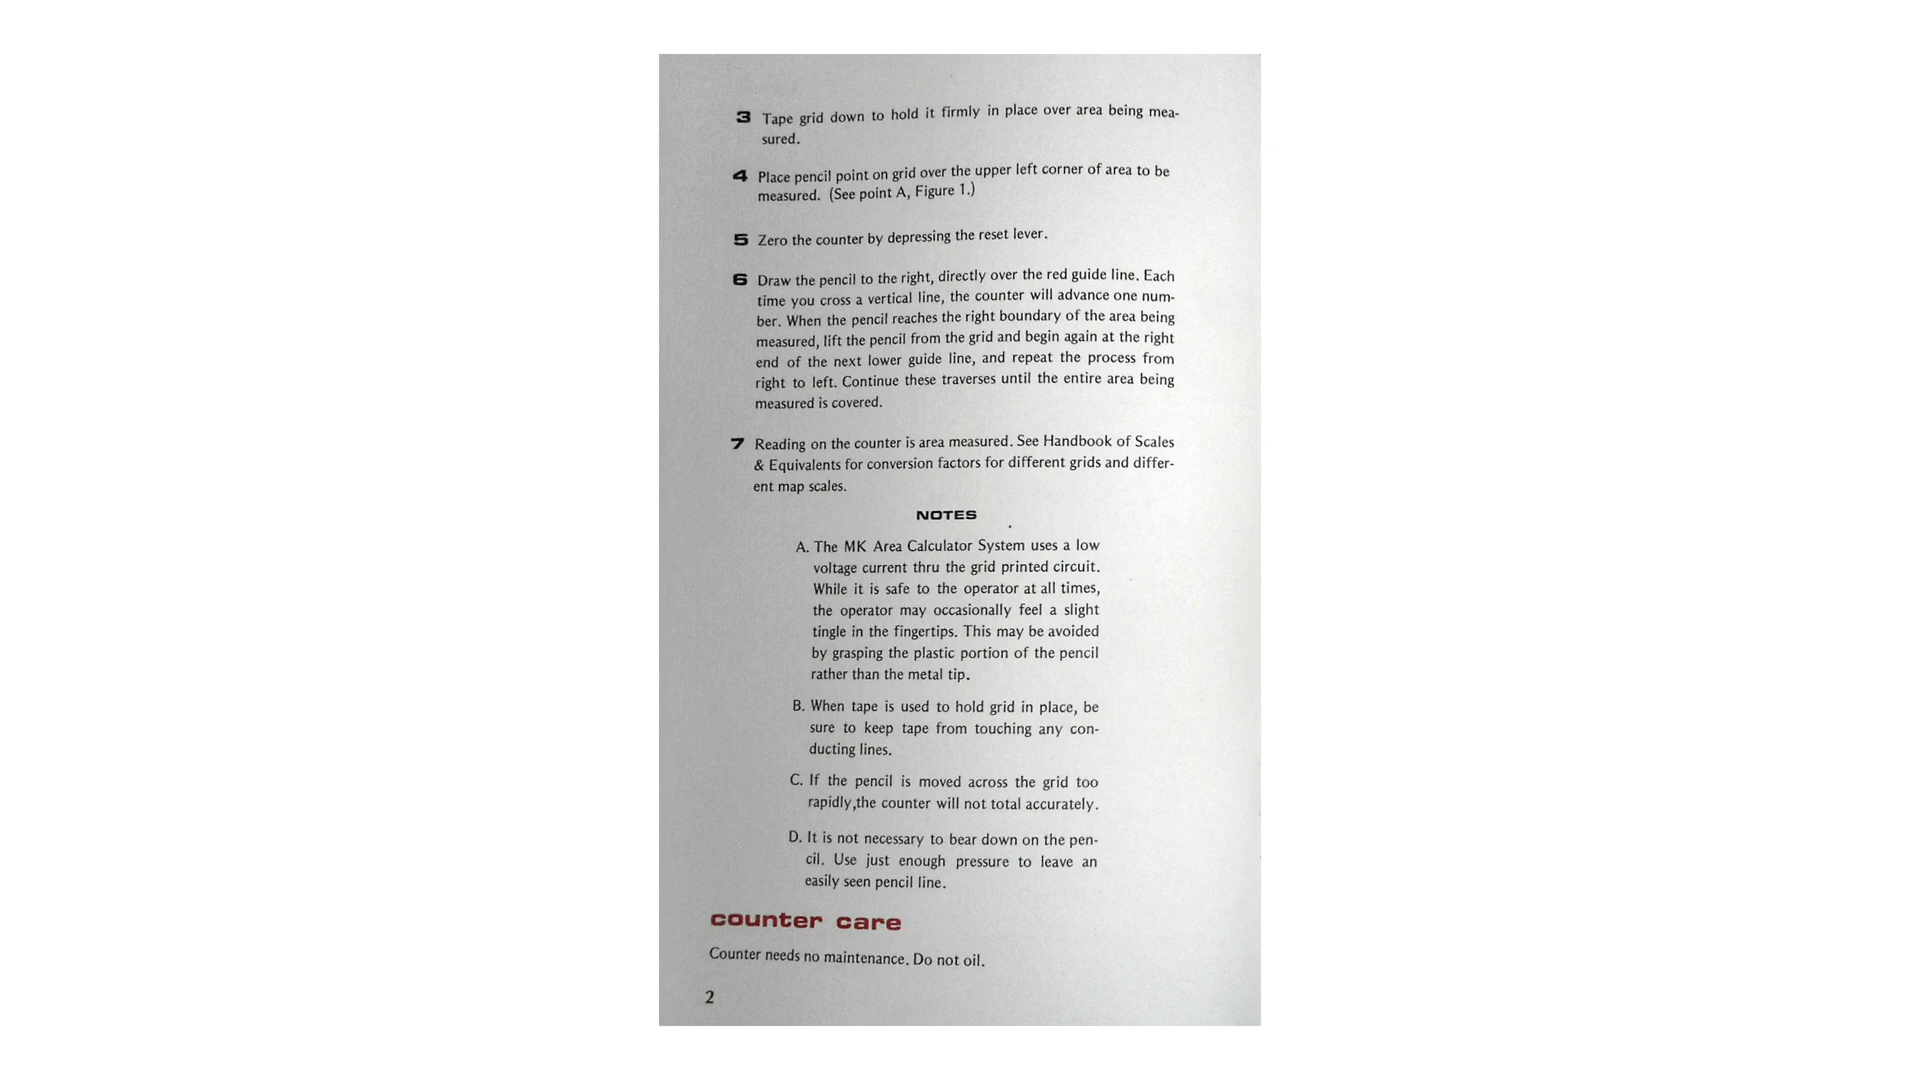 3 Tape grid down to hold it firmly in place over area being mea-
sured.
4 Place pencil point on grid over the upper left corner of area to be
measured. (See point A, Figure 1.)
5 Zero the counter by depressing the reset lever.
6 Draw the pencil to the right, directly over the red guide line. Each
time you cross a vertical line, the counter will advance one num-
ber. When the pencil reaches the right boundary of the area being
measured, lift the pencil from the grid and begin again at the right
end of the next lower guide line, and repeat the process from
right to left. Continue these traverses until the entire area being
measured is covered.
7 Reading on the counter is area measured. See Handbook of Scales
& Equivalents for conversion factors for different grids and differ-
ent map scales.
NOTES
A. The MK Area Calculator System uses a low
voltage current thru the grid printed circuit.
While it is safe to the operator at all times,
the operator may occasionally feel a slight
tingle in the fingertips. This may be avoided
by grasping the plastic portion of the pencil
rather than the metal tip.
B. When tape is used to hold grid in place, be
sure to keep tape from touching any con-
ducting lines.
C. If the pencil is moved across the grid too
rapidly,the counter will not total accurately.
D. It is not necessary to bear down on the pen-
cil. Use just enough pressure to leave an
easily seen pencil line.
counter care
Counter needs no maintenance. Do not oil.
2